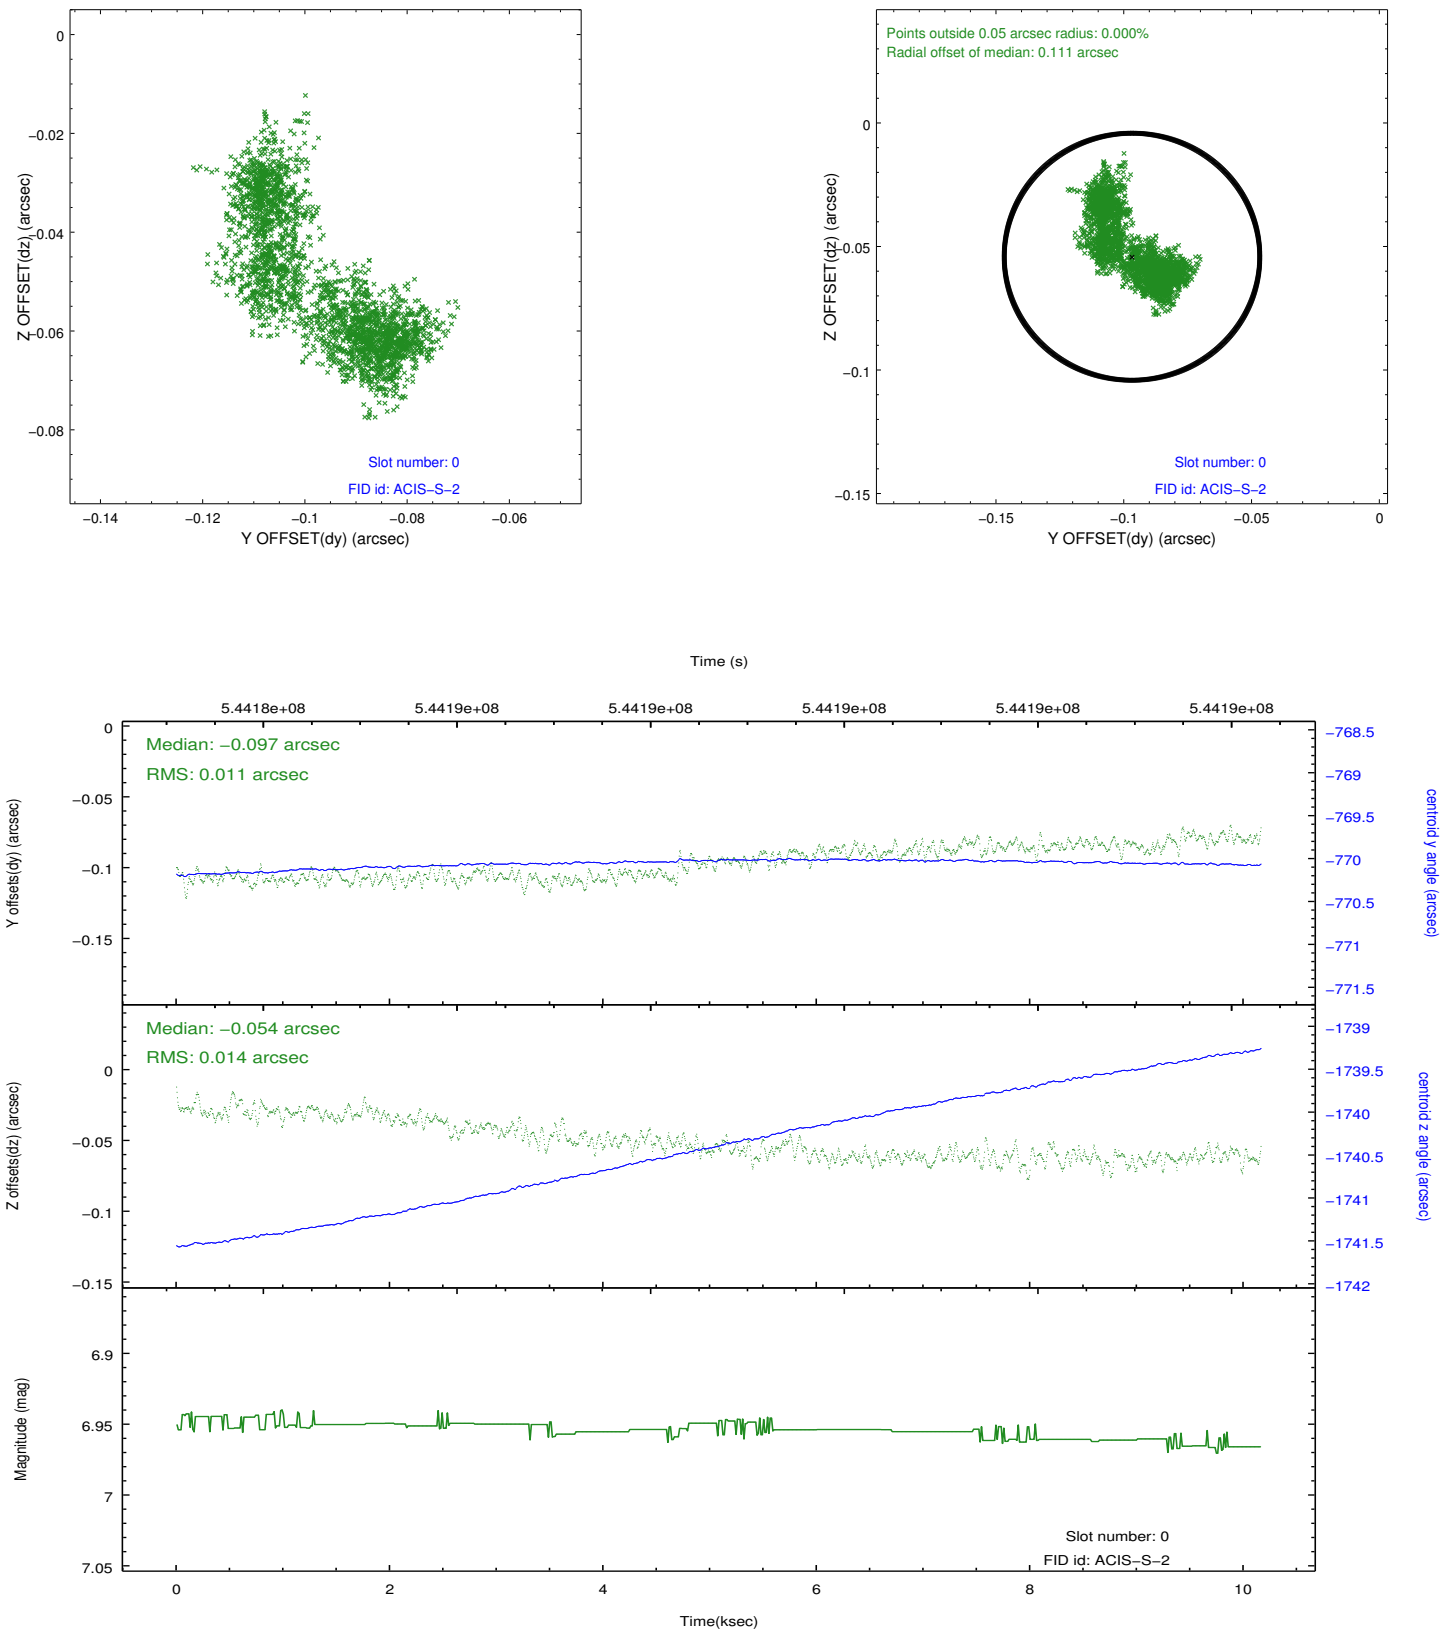 0
−0.02
−0.04
−0.06
−0.08
Z OFFSET(dz) (arcsec)
−0.14
−0.12
−0.1
−0.08
−0.06
Y OFFSET(dy) (arcsec)
Slot number: 0
FID id: ACIS−S−2
Points outside 0.05 arcsec radius: 0.000%
Radial offset of median: 0.111 arcsec
0
−0.05
−0.1
−0.15
Z OFFSET(dz) (arcsec)
−0.15
−0.1
−0.05
0
Y OFFSET(dy) (arcsec)
Slot number: 0
FID id: ACIS−S−2
Time (s)
5.4418e+08
5.4419e+08
5.4419e+08
5.4419e+08
5.4419e+08
5.4419e+08
Median: −0.097 arcsec
RMS: 0.011 arcsec
0
−0.05
−0.1
−0.15
Y offsets(dy) (arcsec)
−768.5
−769
−769.5
−770
−770.5
−771
−771.5
centroid y angle (arcsec)
Median: −0.054 arcsec
RMS: 0.014 arcsec
0
−0.05
−0.1
−0.15
Z offsets(dz) (arcsec)
−1739
−1739.5
−1740
−1740.5
−1741
−1741.5
−1742
centroid z angle (arcsec)
6.9
6.95
7
7.05
Magnitude (mag)
Slot number: 0
FID id: ACIS−S−2
0
2
4
6
8
10
Time(ksec)